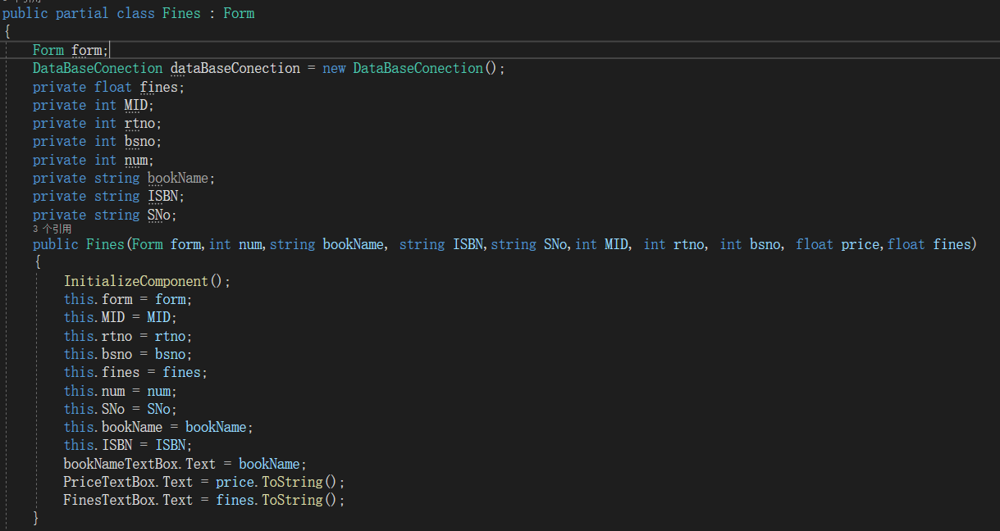 public partial class Fines : Form
{
Form form;
DataBaseConection dataBaseConection = new DataBaseConection();
private float fines;
private int MID;
private int rtno;
private int bsno;
private int num;
private string bookName;
private string ISBN;
private string SNo;
3 个引用
public Fines(Form form,int num,string bookName, string ISBN,string SNo,int MID, int rtno, int bsno, float price,float fines)
{
InitializeComponent();
this.form = form;
this.MID = MID;
this.rtno = rtno;
this.bsno = bsno;
this.fines = fines;
this.num = num;
this.SNo = SNo;
this.bookName = bookName;
this.ISBN = ISBN;
bookNameTextBox.Text = bookName;
PriceTextBox.Text = price.ToString();
FinesTextBox.Text = fines.ToString();
}